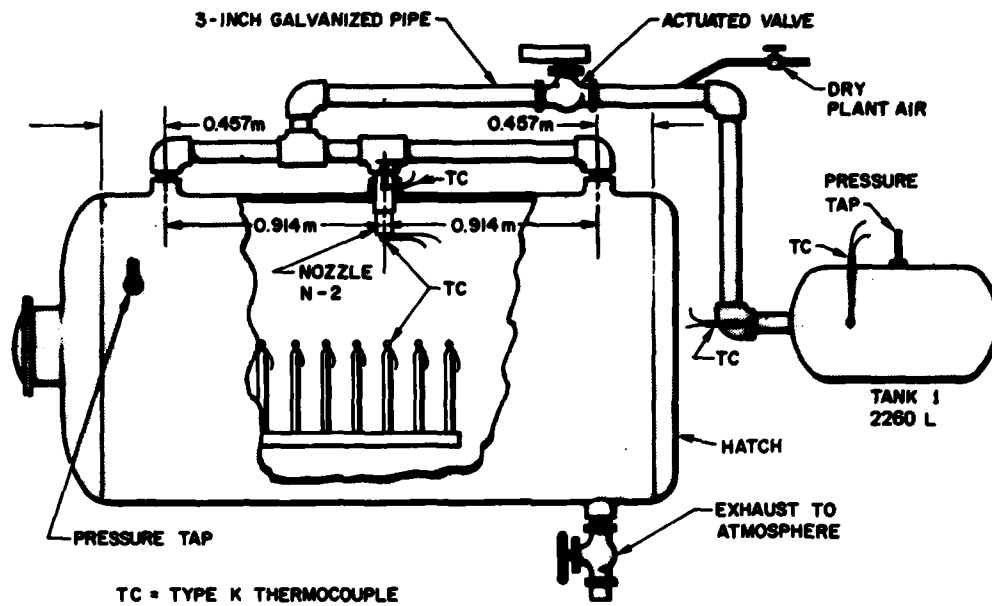 3-INCH GALVANIZED PIPE
ACTUATED VALVE
DRY
PLANT AIR
0.457m
0.457m
TC
PRESSURE
TAP
0.914m
0.914m
TC
NOZZLE
N-2
TC
TC
TANK 1
2260 L
HATCH
EXHAUST TO
ATMOSPHERE
PRESSURE TAP
TC = TYPE K THERMOCOUPLE